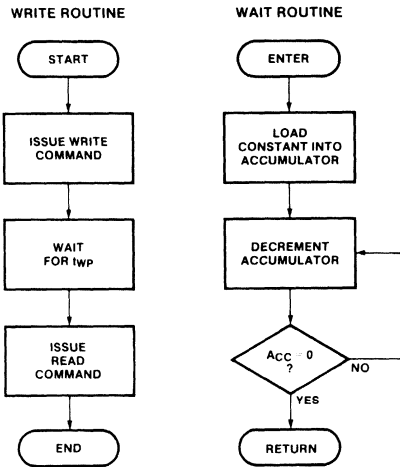 WRITE ROUTINE
START
ISSUE WRITE
COMMAND
WAIT
FOR tWP
ISSUE
READ
COMMAND
END
WAIT ROUTINE
ENTER
LOAD
CONSTANT INTO
ACCUMULATOR
DECREMENT
ACCUMULATOR
ACC = 0
?
NO
YES
RETURN